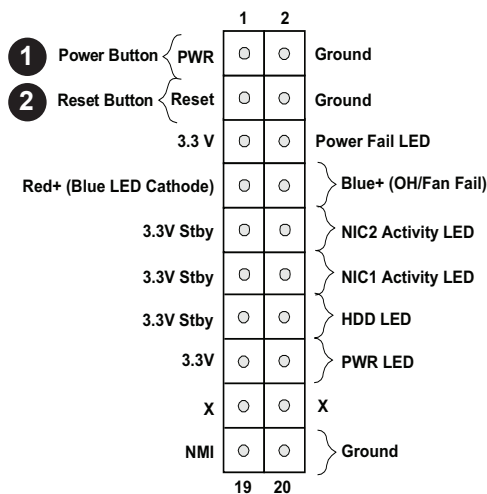 1 2
1 Power Button PWR Ground
2 Reset Button Reset Ground
3.3 V Power Fail LED
Red+ (Blue LED Cathode) Blue+ (OH/Fan Fail)
3.3V Stby NIC2 Activity LED
3.3V Stby NIC1 Activity LED
3.3V Stby HDD LED
3.3V PWR LED
X X
NMI Ground
19 20